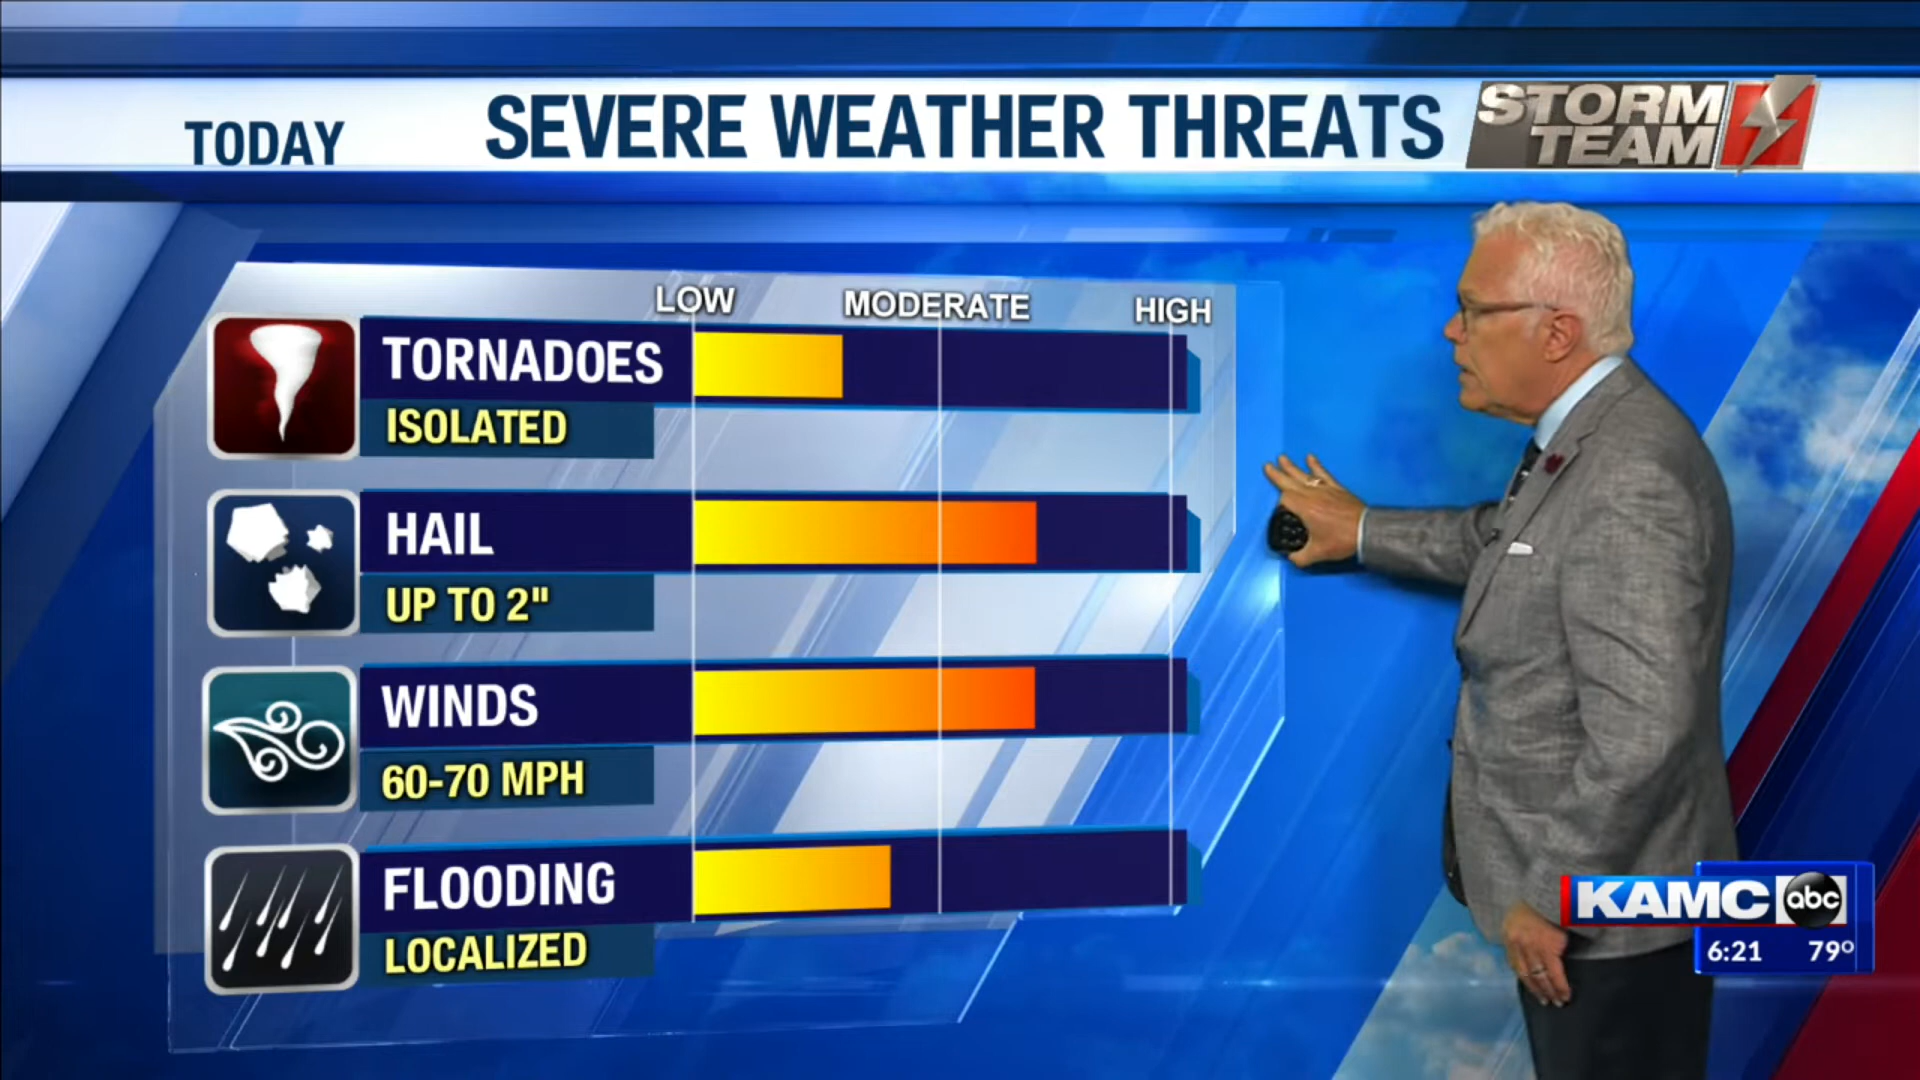 TODAY
SEVERE WEATHER THREATS
STORM
TEAM
LOW MODERATE HIGH
TORNADOES
ISOLATED
HAIL
UP TO 2"
WINDS
60-70 MPH
FLOODING
LOCALIZED
KAMC abc
6:21 79°